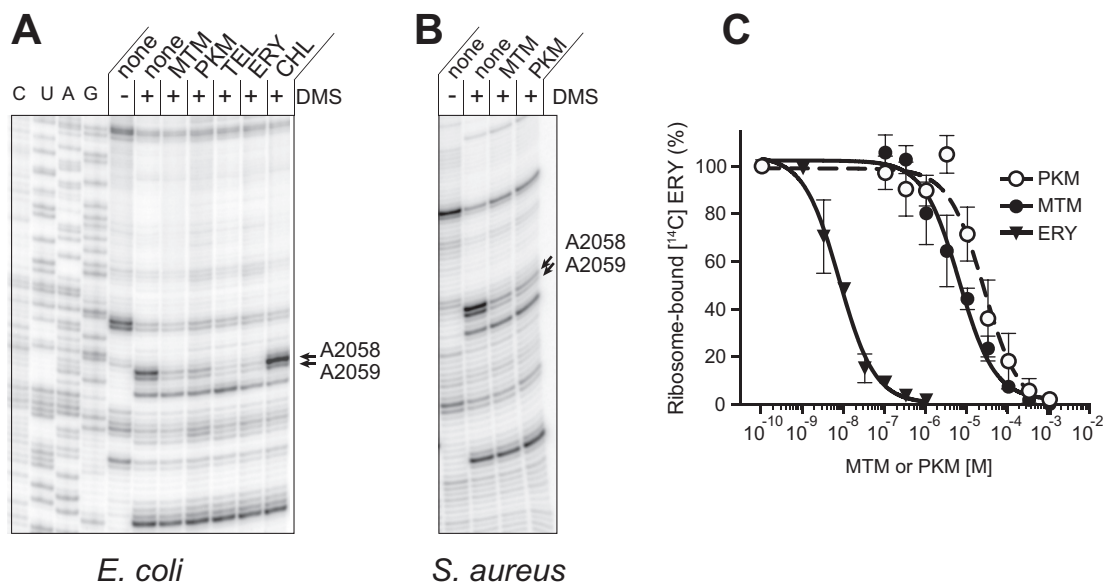 A
none
none
MTM
PKM
TEL
ERY
CHL
C U A G - + + + + + + DMS
A2058
A2059
E. coli
B
none
none
MTM
PKM
- + + + DMS
A2058
A2059
S. aureus
C
Ribosome-bound [¹⁴C] ERY (%)
100
80
60
40
20
0
PKM
MTM
ERY
10⁻¹⁰ 10⁻⁹ 10⁻⁸ 10⁻⁷ 10⁻⁶ 10⁻⁵ 10⁻⁴ 10⁻³ 10⁻²
MTM or PKM [M]